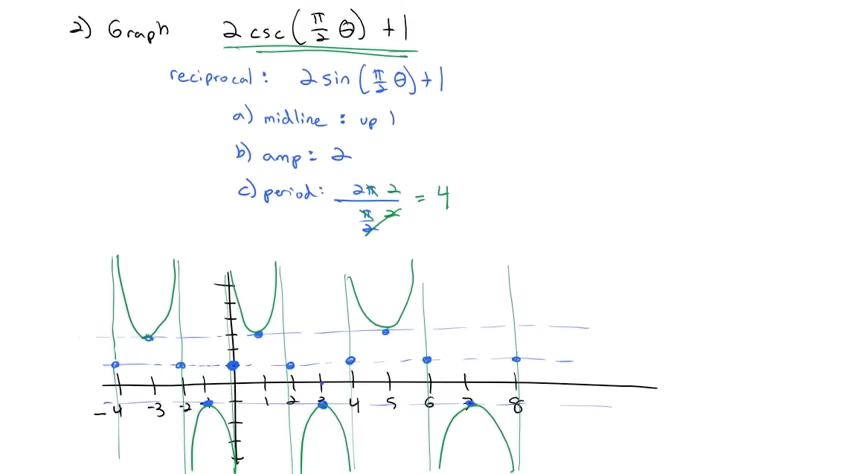 2) Graph 2 csc(π/2 θ) + 1
reciprocal: 2 sin(π/2 θ) + 1
a) midline: up 1
b) amp: 2
c) period: 2π 2 / π/2 2 = 4
-4 -3 -2 1 2 3 4 5 6 7 8